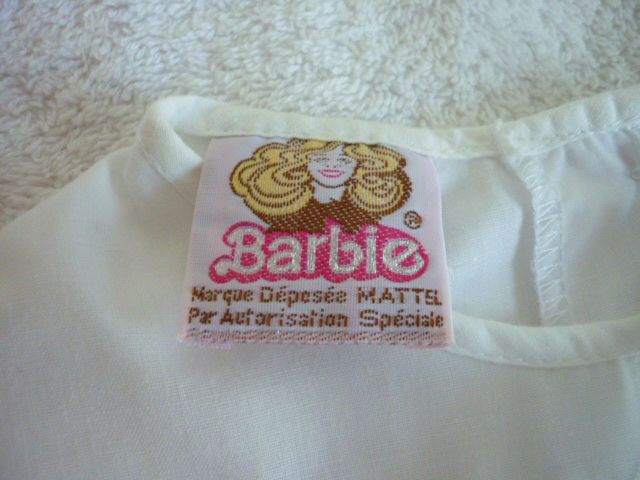 ®
Barbie
Marque Déposée MATTEL
Par Autorisation Spéciale